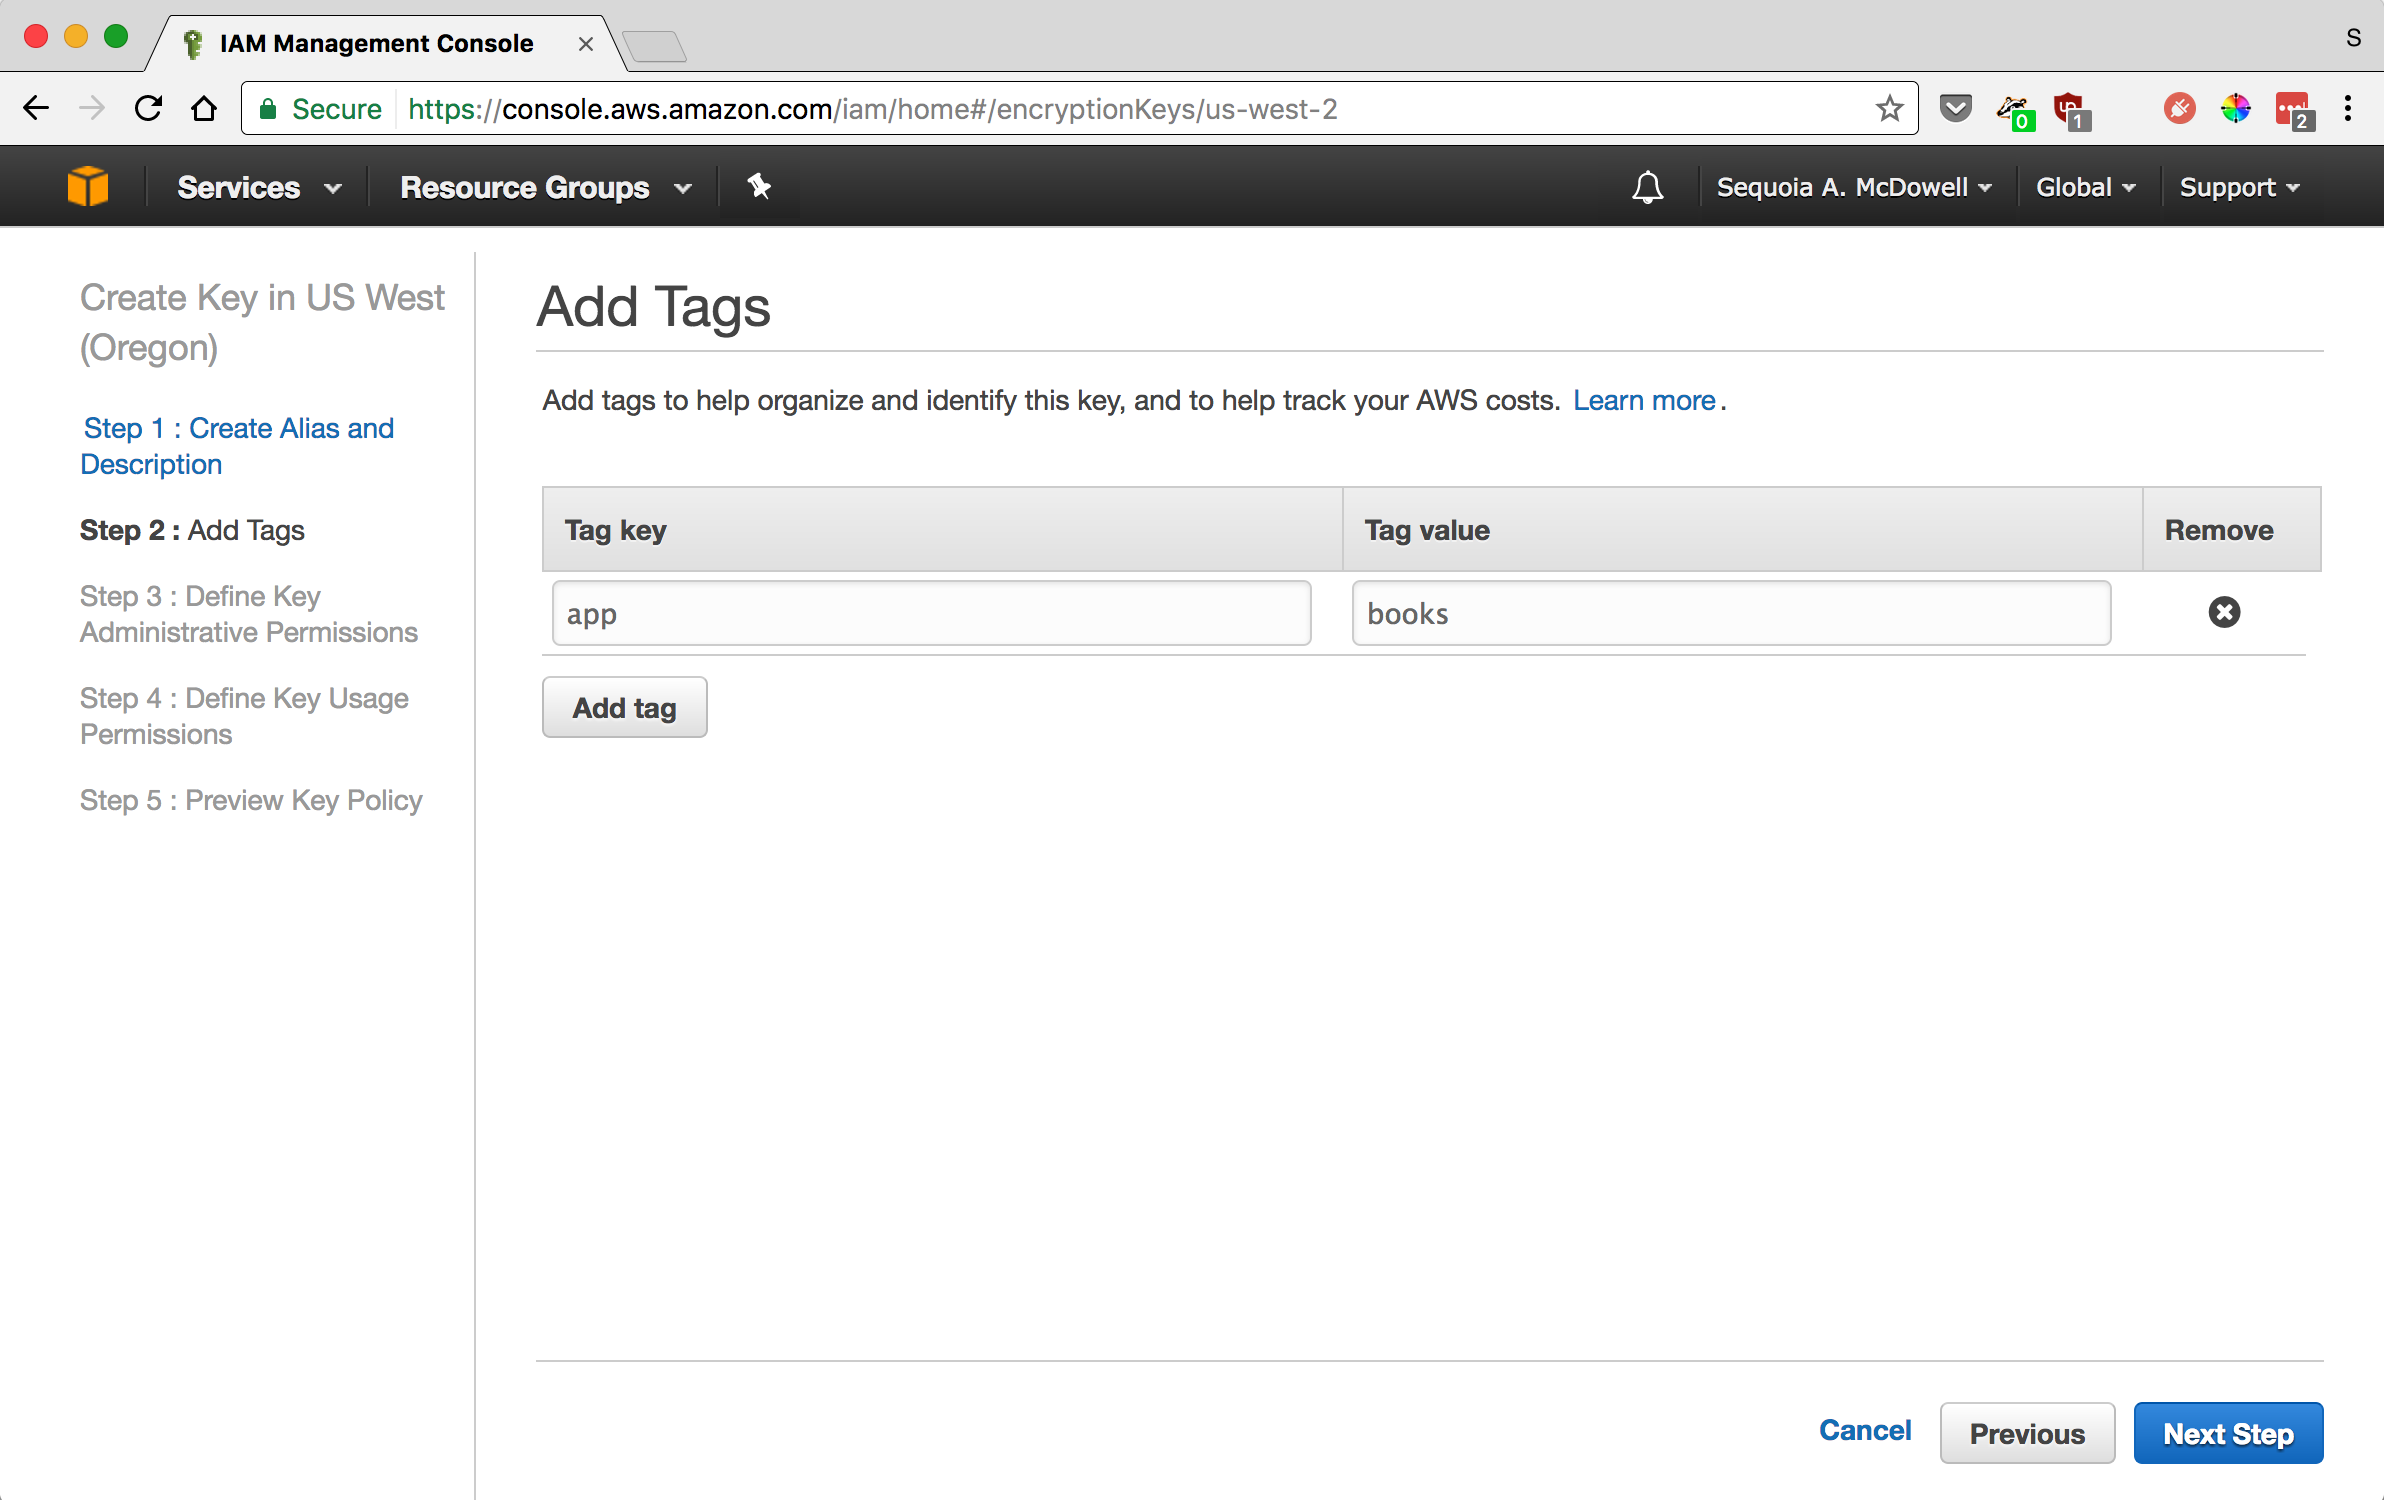 IAM Management Console
S
Secure https://console.aws.amazon.com/iam/home#/encryptionKeys/us-west-2
0
1
2
Services
Resource Groups
Sequoia A. McDowell
Global
Support
Create Key in US West
(Oregon)
Step 1 : Create Alias and
Description
Step 2 : Add Tags
Step 3 : Define Key
Administrative Permissions
Step 4 : Define Key Usage
Permissions
Step 5 : Preview Key Policy
Add Tags
Add tags to help organize and identify this key, and to help track your AWS costs. Learn more.
Tag key
Tag value
Remove
app
books
Add tag
Cancel
Previous
Next Step